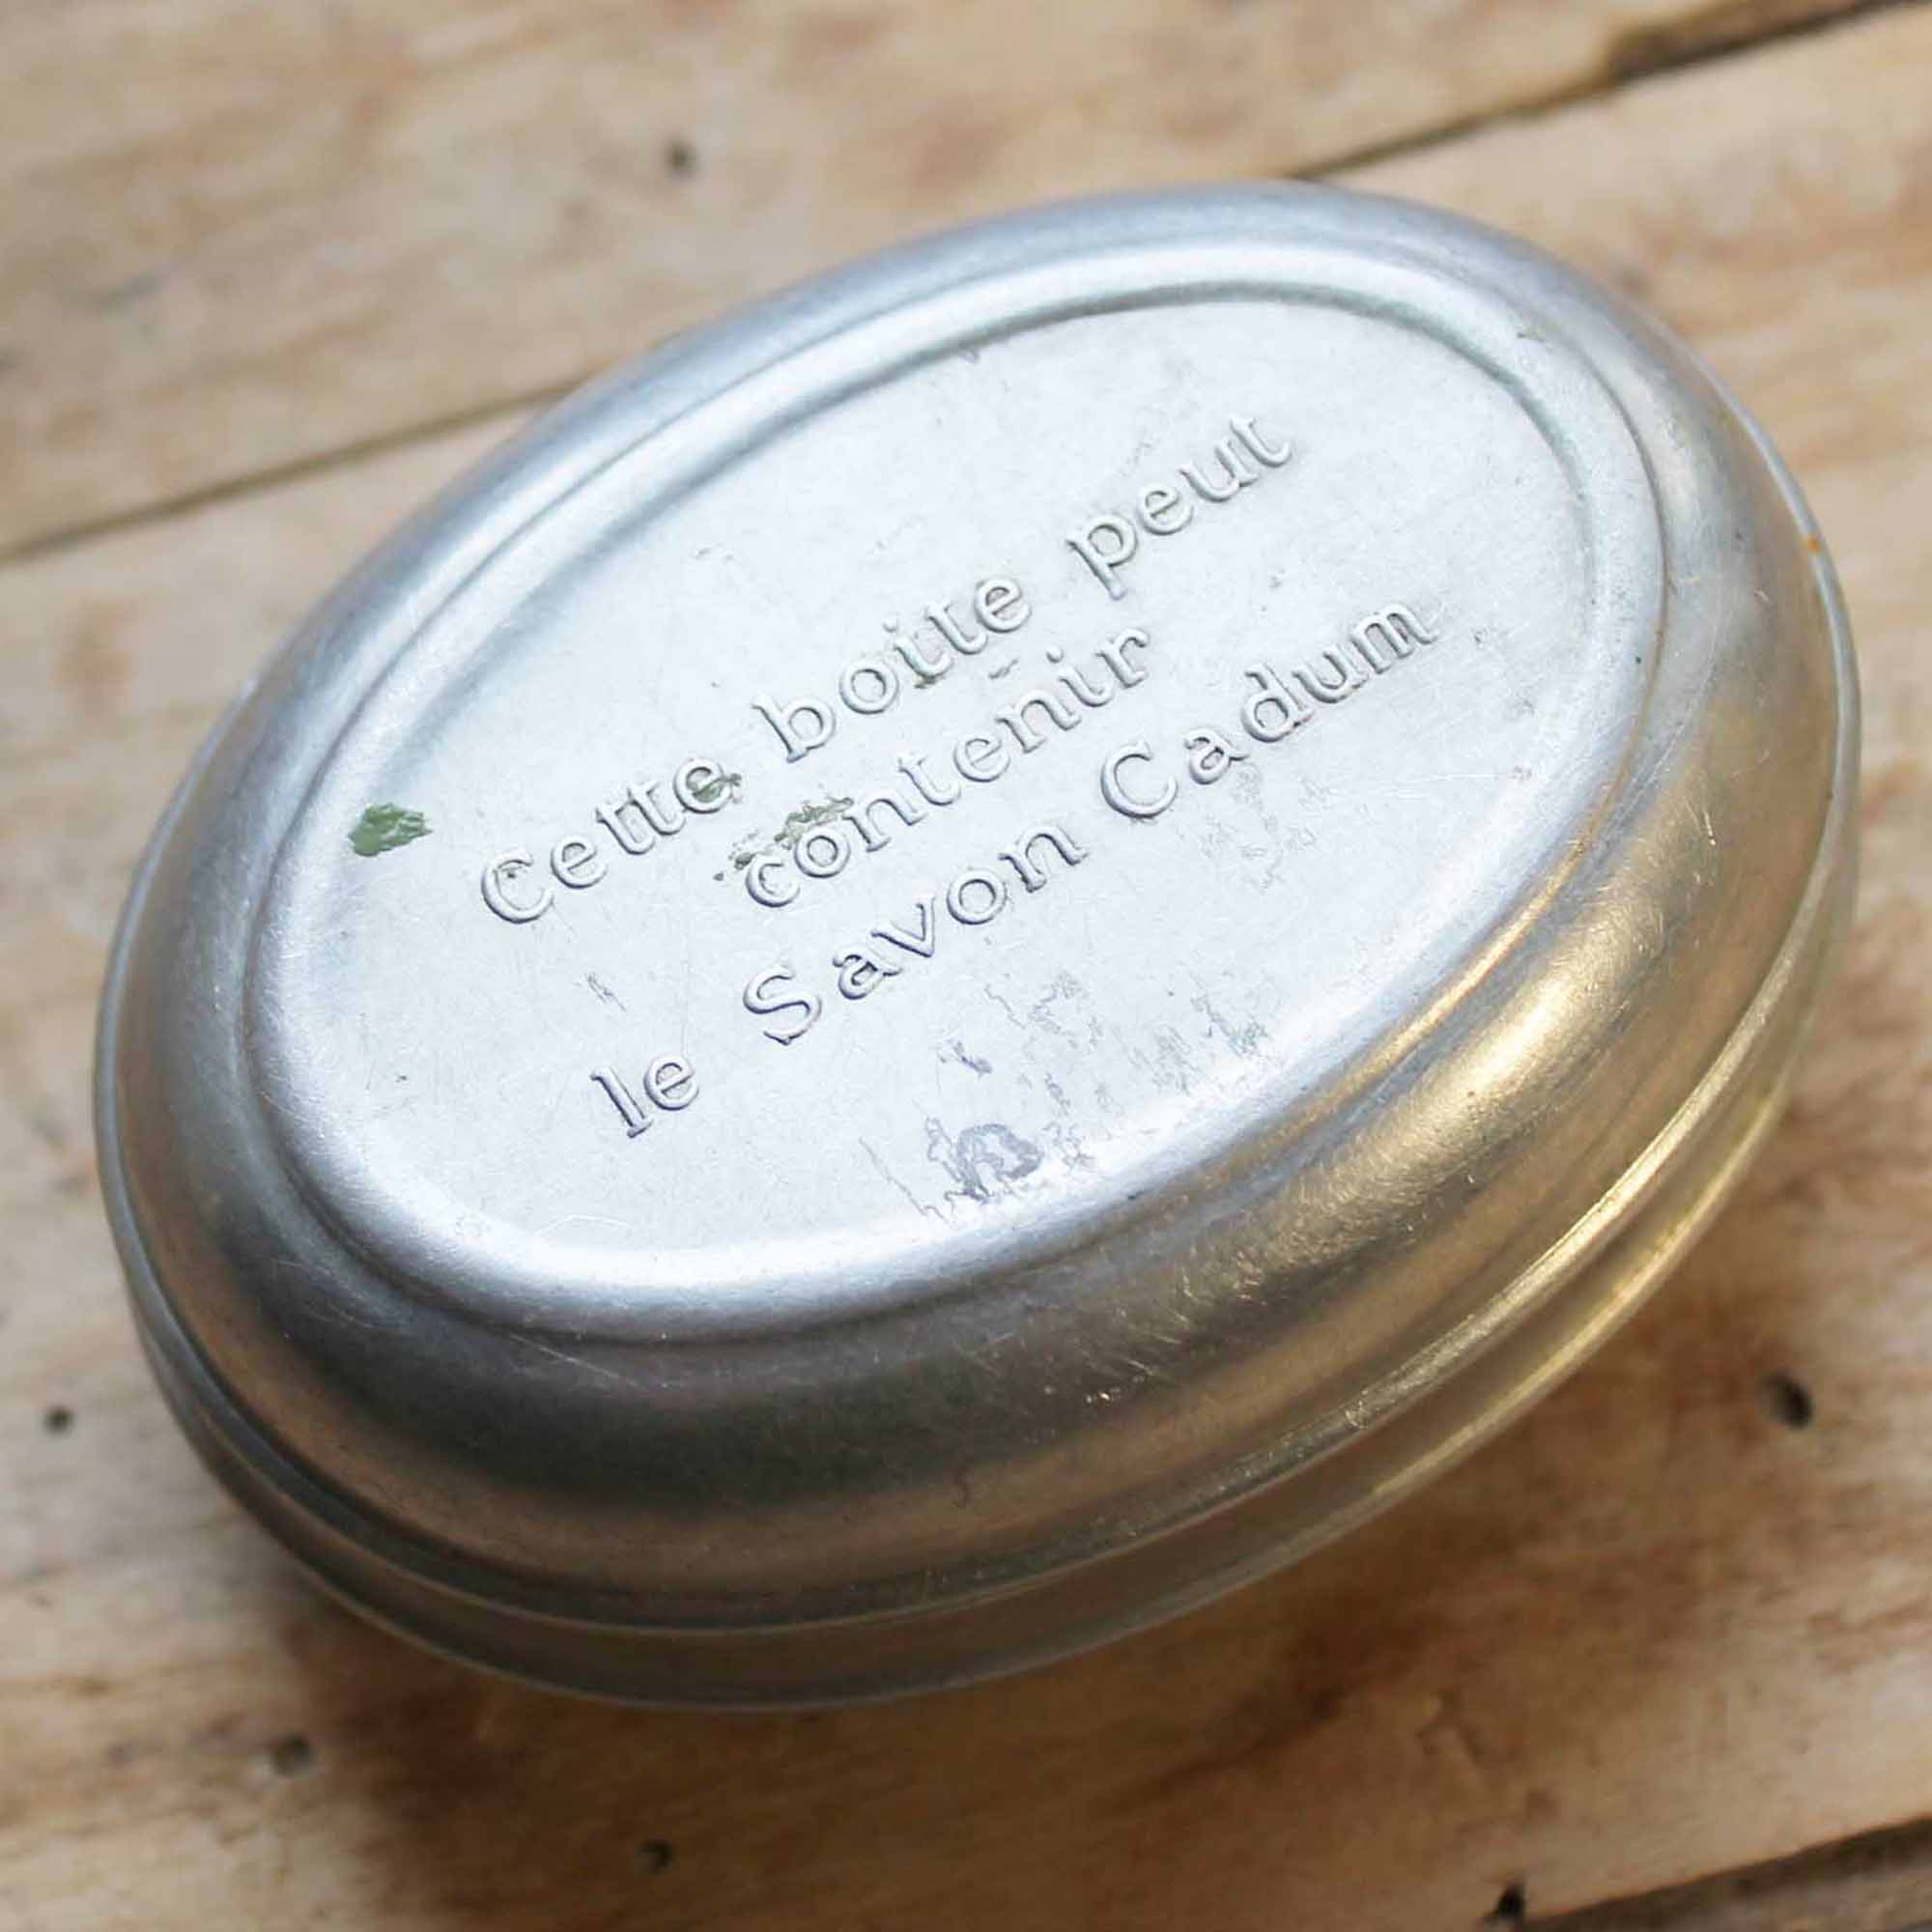 Cette boite peut
contenir
le Savon Cadum